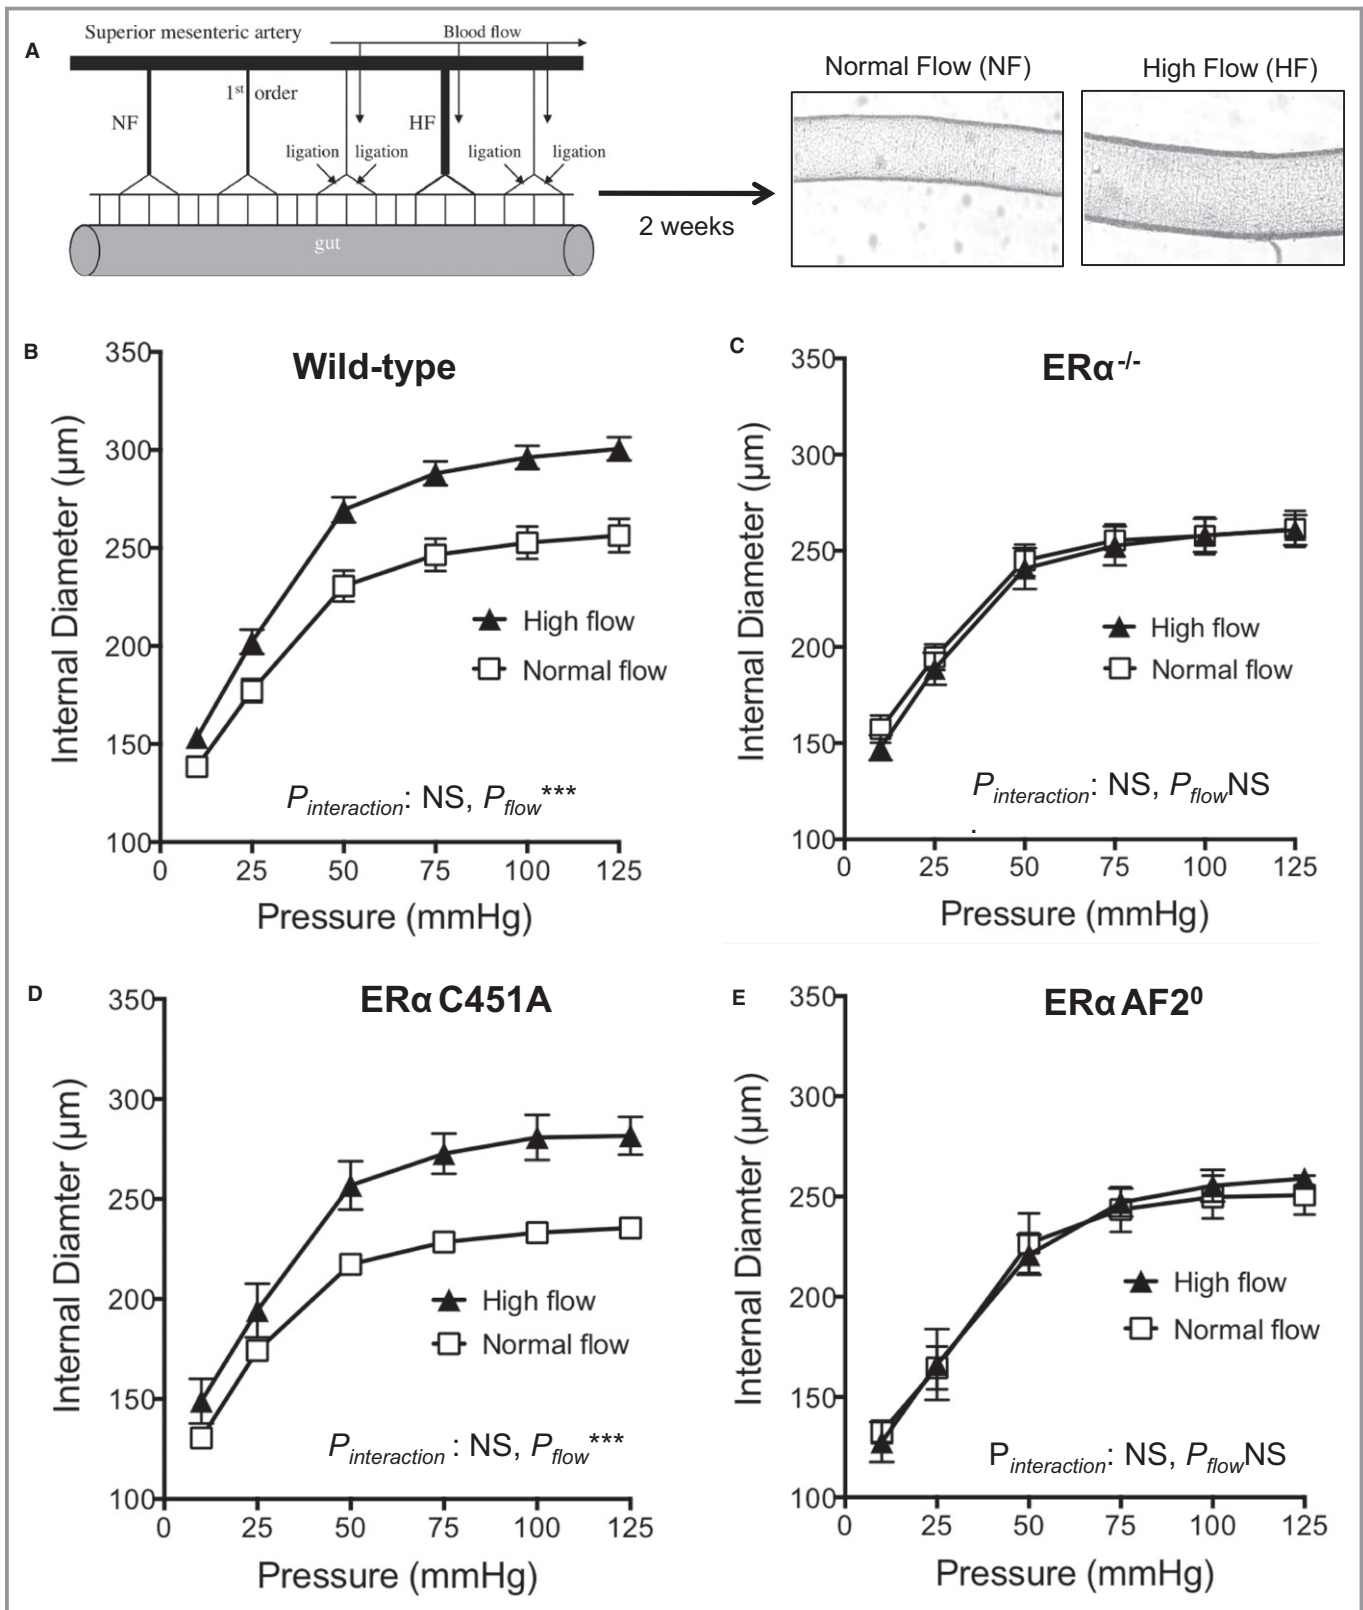 A
Superior mesenteric artery
Blood flow
1st order
NF
HF
ligation
ligation
ligation
ligation
gut
2 weeks
Normal Flow (NF)
High Flow (HF)
B
Wild-type
350
300
250
200
150
100
0
25
50
75
100
125
Internal Diameter (μm)
High flow
Normal flow
Pinteraction: NS, Pflow***
Pressure (mmHg)
C
ERα-/-
350
300
250
200
150
100
0
25
50
75
100
125
Internal Diameter (μm)
High flow
Normal flow
Pinteraction: NS, PflowNS
.
Pressure (mmHg)
D
ERα C451A
350
300
250
200
150
100
0
25
50
75
100
125
Internal Diamter (μm)
High flow
Normal flow
Pinteraction : NS, Pflow***
Pressure (mmHg)
E
ERα AF20
350
300
250
200
150
100
0
25
50
75
100
125
Internal Diameter (μm)
High flow
Normal flow
Pinteraction: NS, PflowNS
Pressure (mmHg)